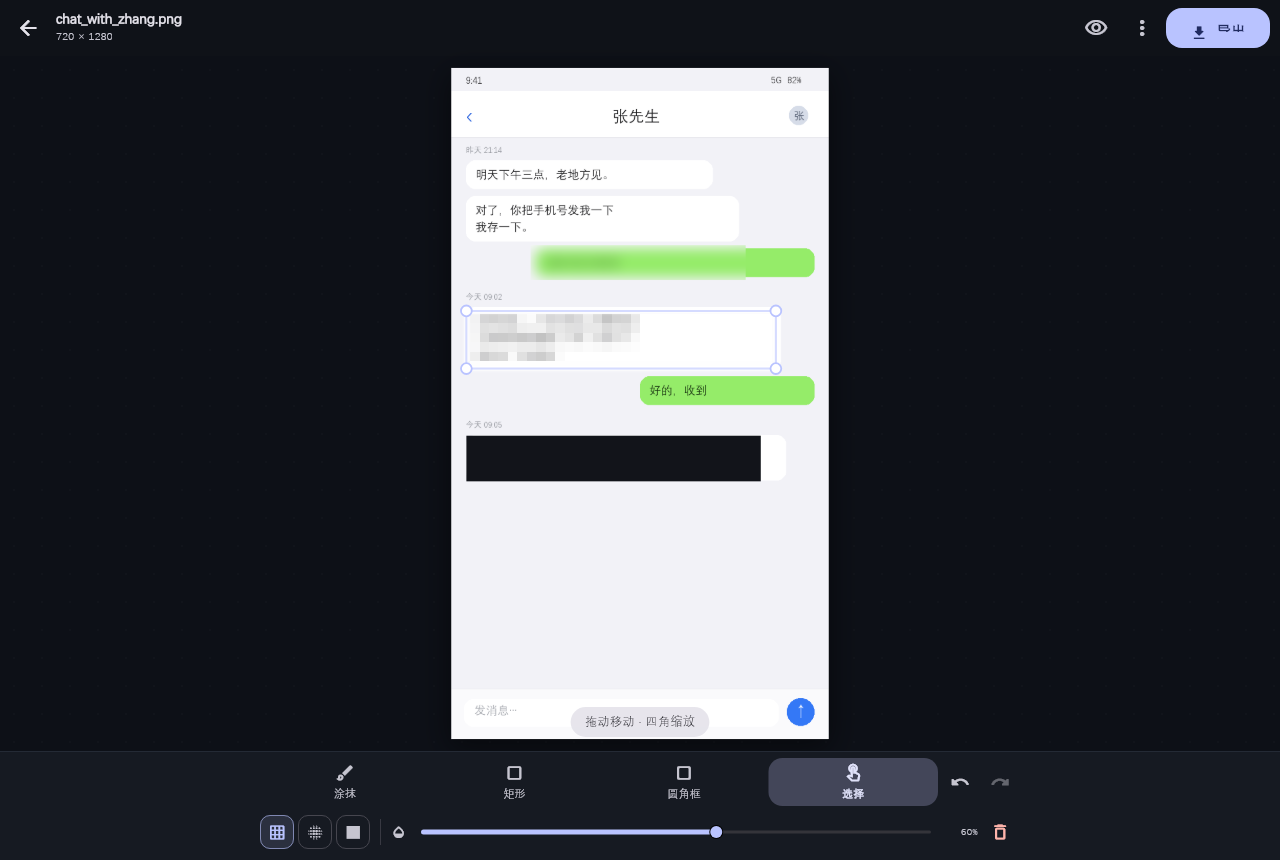 chat_with_zhang.png
720 × 1280
9:41
5G 82%
张先生
张
昨天 21:14
明天下午三点，老地方见。
对了，你把手机号发我一下
我存一下。
今天 09:02
好的，收到
今天 09:05
发消息…
拖动移动 · 四角缩放
涂抹
矩形
圆角框
选择
60%